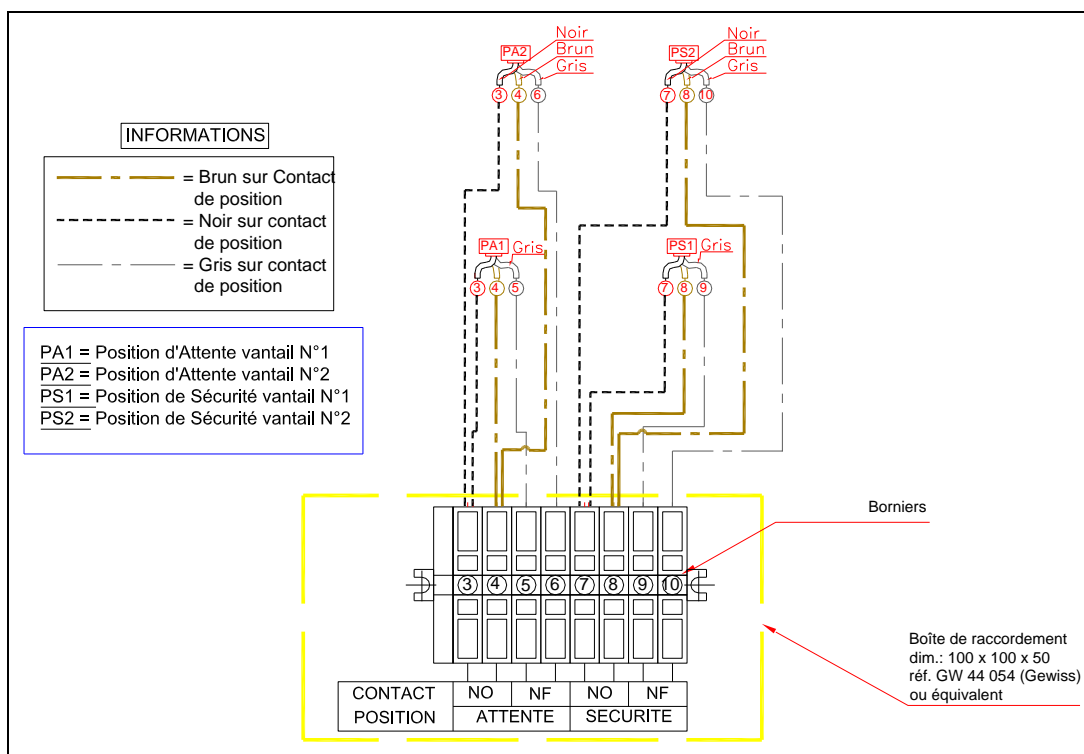 Noir
Brun
Gris
PA2
3
4
6
Noir
Brun
Gris
PS2
7
8
10
INFORMATIONS
= Brun sur Contact
de position
= Noir sur contact
de position
= Gris sur contact
de position
PA1
Gris
3
4
5
PS1
Gris
7
8
9
PA1 = Position d'Attente vantail N°1
PA2 = Position d'Attente vantail N°2
PS1 = Position de Sécurité vantail N°1
PS2 = Position de Sécurité vantail N°2
Borniers
3 4 5 6 7 8 9 10
Boîte de raccordement
dim.: 100 x 100 x 50
réf. GW 44 054 (Gewiss)
ou équivalent
CONTACT
POSITION
NO NF NO NF
ATTENTE SECURITE